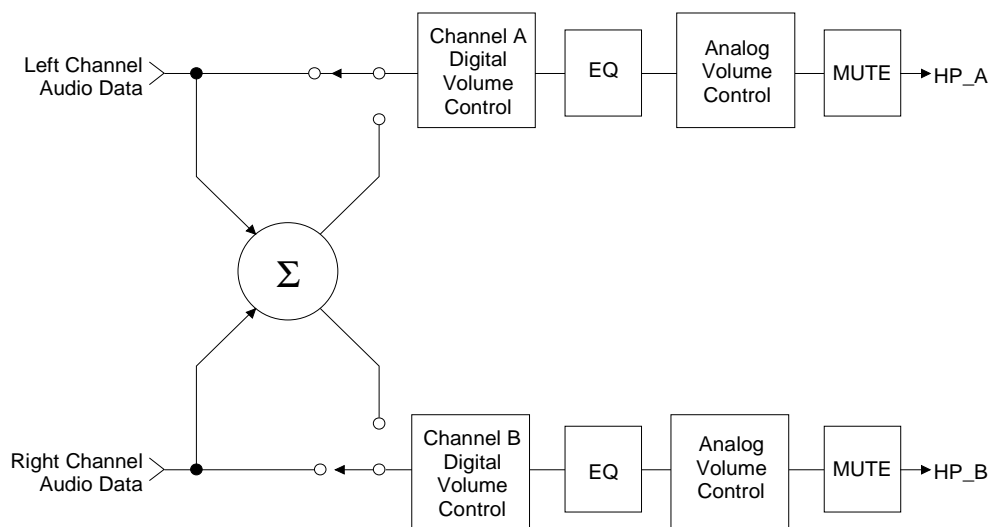 Left Channel
Audio Data
Channel A
Digital
Volume
Control
EQ
Analog
Volume
Control
MUTE
HP_A
Σ
Right Channel
Audio Data
Channel B
Digital
Volume
Control
EQ
Analog
Volume
Control
MUTE
HP_B